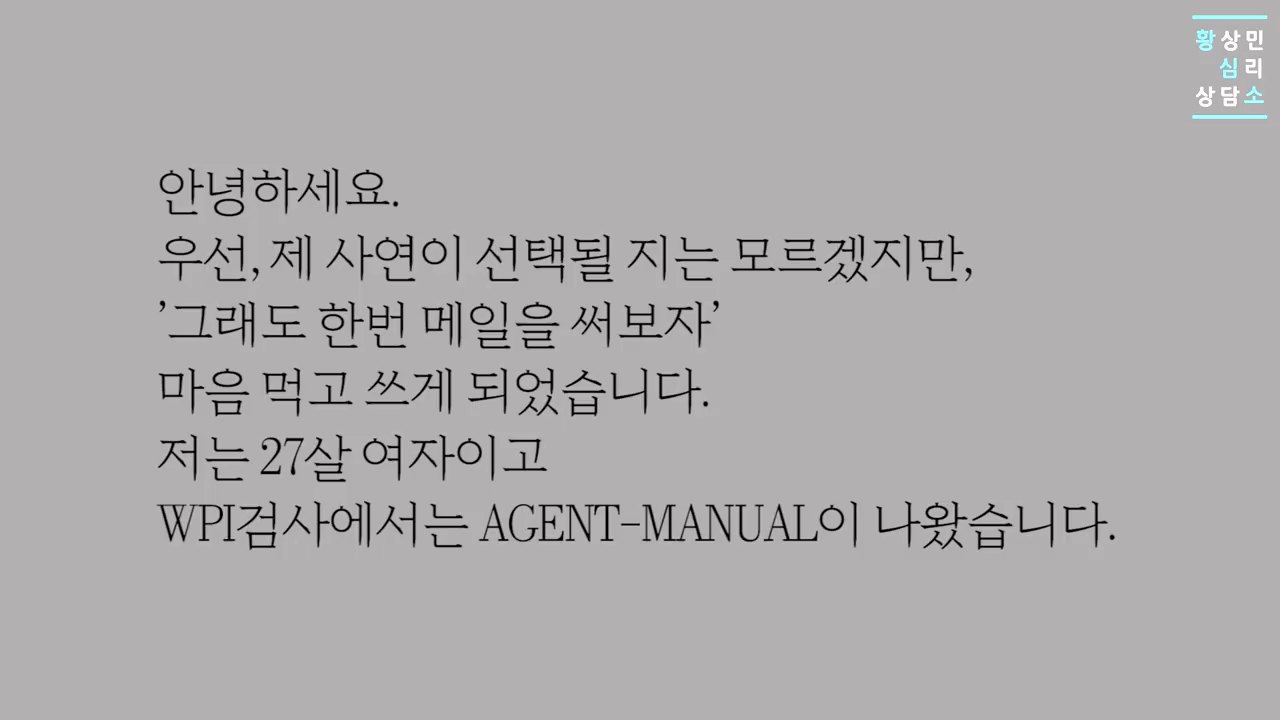 황상민
심리
상담소
안녕하세요.
우선, 제 사연이 선택될 지는 모르겠지만,
’그래도 한번 메일을 써보자’
마음 먹고 쓰게 되었습니다.
저는 27살 여자이고
WPI검사에서는 AGENT-MANUAL이 나왔습니다.